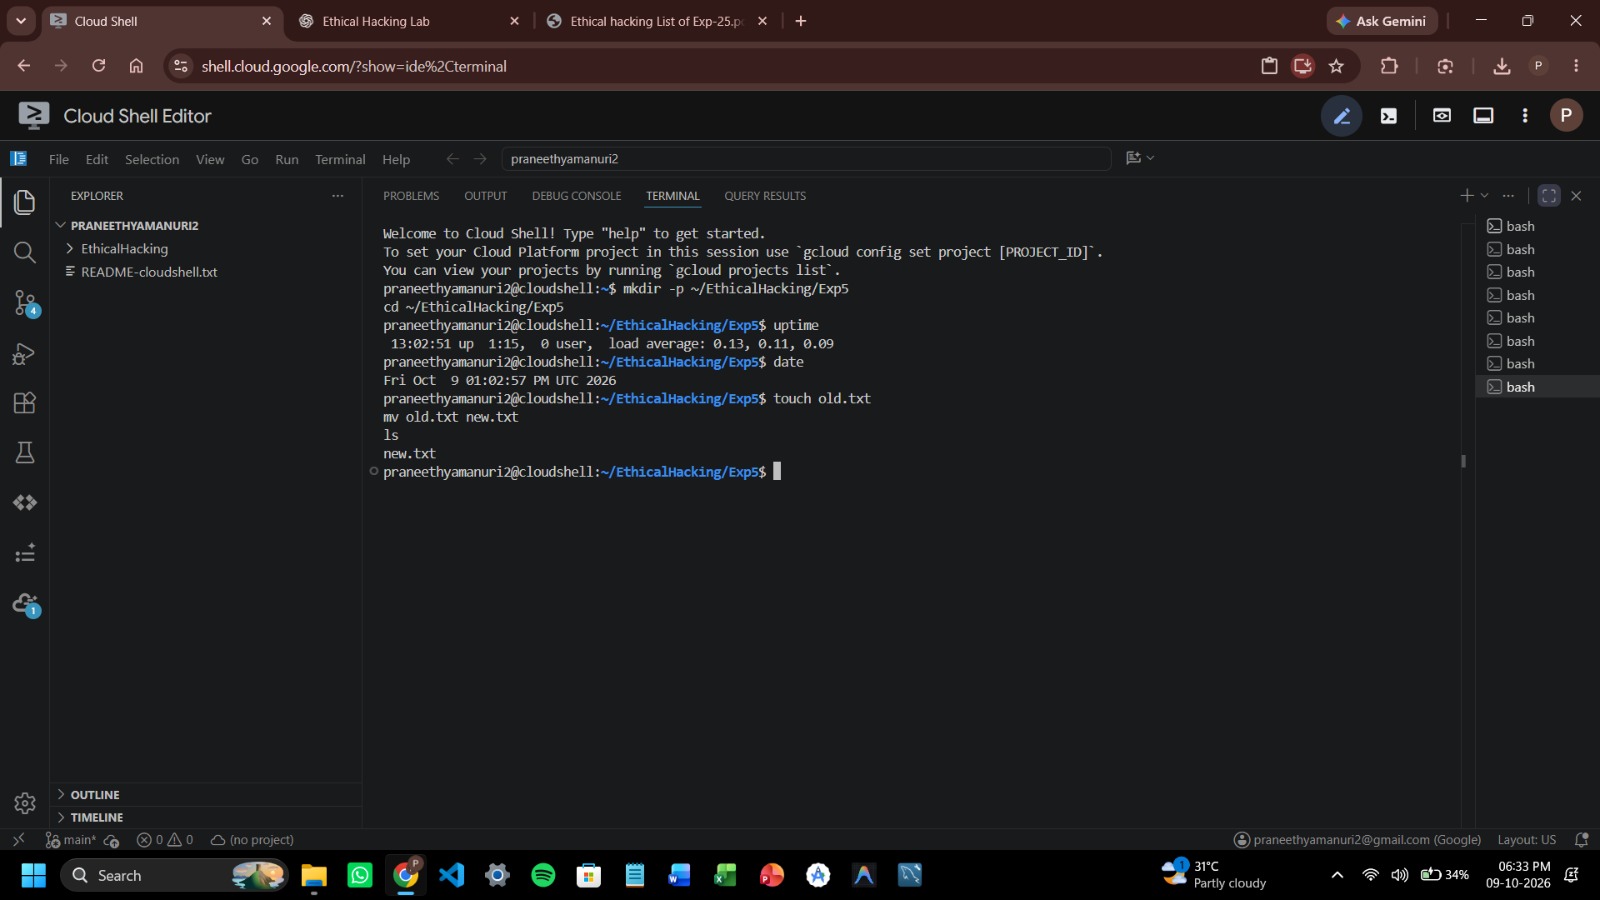 Cloud Shell
Ethical Hacking Lab
Ethical hacking List of Exp-25.p
Ask Gemini
shell.cloud.google.com/?show=ide%2Cterminal
P
Cloud Shell Editor
P
File Edit Selection View Go Run Terminal Help
praneethyamanuri2
EXPLORER
PRANEETHYAMANURI2
EthicalHacking
README-cloudshell.txt
4
1
OUTLINE
TIMELINE
PROBLEMS OUTPUT DEBUG CONSOLE TERMINAL QUERY RESULTS
Welcome to Cloud Shell! Type "help" to get started.
To set your Cloud Platform project in this session use `gcloud config set project [PROJECT_ID]`.
You can view your projects by running `gcloud projects list`.
praneethyamanuri2@cloudshell:~$ mkdir -p ~/EthicalHacking/Exp5
cd ~/EthicalHacking/Exp5
praneethyamanuri2@cloudshell:~/EthicalHacking/Exp5$ uptime
 13:02:51 up  1:15,  0 user,  load average: 0.13, 0.11, 0.09
praneethyamanuri2@cloudshell:~/EthicalHacking/Exp5$ date
Fri Oct  9 01:02:57 PM UTC 2026
praneethyamanuri2@cloudshell:~/EthicalHacking/Exp5$ touch old.txt
mv old.txt new.txt
ls
new.txt
praneethyamanuri2@cloudshell:~/EthicalHacking/Exp5$
bash
bash
bash
bash
bash
bash
bash
bash
main* 0 0 (no project)
praneethyamanuri2@gmail.com (Google) Layout: US
Search
1
31°C
Partly cloudy
34%
06:33 PM
09-10-2026